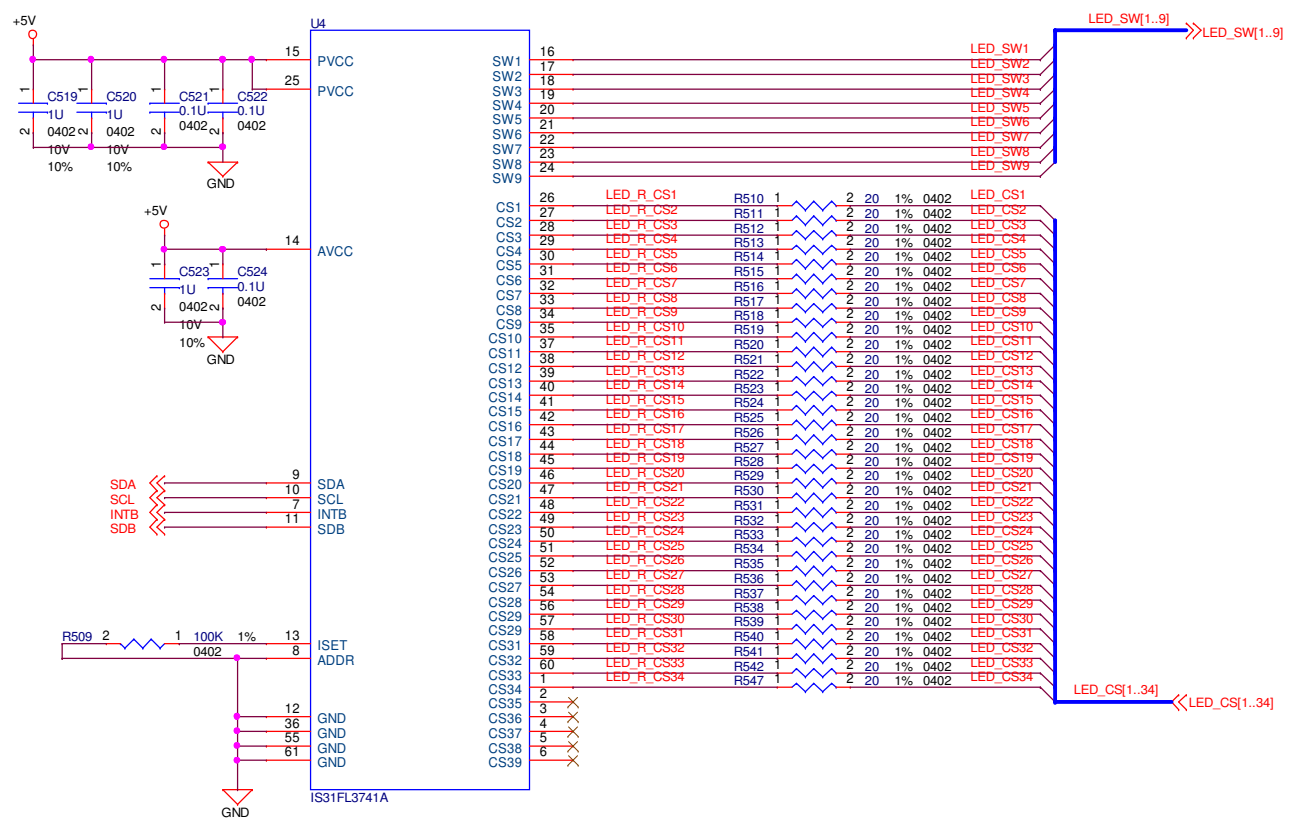 +5V
U4
LED_SW[1..9]
LED_SW[1..9]
15 PVCC
25 PVCC
1 1 1 1
C519 C520 C521 C522
1U 1U 0.1U 0.1U
2 0402 2 0402 2 0402 2 0402
10V 10V
10% 10%
GND
SW1 16 LED_SW1
SW2 17 LED_SW2
SW3 18 LED_SW3
SW4 19 LED_SW4
SW5 20 LED_SW5
SW6 21 LED_SW6
SW7 22 LED_SW7
SW8 23 LED_SW8
SW9 24 LED_SW9
+5V
14 AVCC
1 1
C523 C524
1U 0.1U
2 0402 2 0402
10V
10%
GND
CS1 26 LED_R_CS1 R510 1 2 20 1% 0402 LED_CS1
CS2 27 LED_R_CS2 R511 1 2 20 1% 0402 LED_CS2
CS3 28 LED_R_CS3 R512 1 2 20 1% 0402 LED_CS3
CS4 29 LED_R_CS4 R513 1 2 20 1% 0402 LED_CS4
CS5 30 LED_R_CS5 R514 1 2 20 1% 0402 LED_CS5
CS6 31 LED_R_CS6 R515 1 2 20 1% 0402 LED_CS6
CS7 32 LED_R_CS7 R516 1 2 20 1% 0402 LED_CS7
CS8 33 LED_R_CS8 R517 1 2 20 1% 0402 LED_CS8
CS9 34 LED_R_CS9 R518 1 2 20 1% 0402 LED_CS9
CS10 35 LED_R_CS10 R519 1 2 20 1% 0402 LED_CS10
CS11 37 LED_R_CS11 R520 1 2 20 1% 0402 LED_CS11
CS12 38 LED_R_CS12 R521 1 2 20 1% 0402 LED_CS12
CS13 39 LED_R_CS13 R522 1 2 20 1% 0402 LED_CS13
CS14 40 LED_R_CS14 R523 1 2 20 1% 0402 LED_CS14
CS15 41 LED_R_CS15 R524 1 2 20 1% 0402 LED_CS15
CS16 42 LED_R_CS16 R525 1 2 20 1% 0402 LED_CS16
CS17 43 LED_R_CS17 R526 1 2 20 1% 0402 LED_CS17
CS18 44 LED_R_CS18 R527 1 2 20 1% 0402 LED_CS18
CS19 45 LED_R_CS19 R528 1 2 20 1% 0402 LED_CS19
CS20 46 LED_R_CS20 R529 1 2 20 1% 0402 LED_CS20
CS21 47 LED_R_CS21 R530 1 2 20 1% 0402 LED_CS21
CS22 48 LED_R_CS22 R531 1 2 20 1% 0402 LED_CS22
CS23 49 LED_R_CS23 R532 1 2 20 1% 0402 LED_CS23
CS24 50 LED_R_CS24 R533 1 2 20 1% 0402 LED_CS24
CS25 51 LED_R_CS25 R534 1 2 20 1% 0402 LED_CS25
CS26 52 LED_R_CS26 R535 1 2 20 1% 0402 LED_CS26
CS27 53 LED_R_CS27 R536 1 2 20 1% 0402 LED_CS27
CS28 54 LED_R_CS28 R537 1 2 20 1% 0402 LED_CS28
CS29 56 LED_R_CS29 R538 1 2 20 1% 0402 LED_CS29
CS29 57 LED_R_CS30 R539 1 2 20 1% 0402 LED_CS30
CS31 58 LED_R_CS31 R540 1 2 20 1% 0402 LED_CS31
CS32 59 LED_R_CS32 R541 1 2 20 1% 0402 LED_CS32
CS33 60 LED_R_CS33 R542 1 2 20 1% 0402 LED_CS33
CS34 1 LED_R_CS34 R547 1 2 20 1% 0402 LED_CS34
CS35 2
CS36 3
CS37 4
CS38 5
CS39 6
LED_CS[1..34]
LED_CS[1..34]
SDA 9 SDA
SCL 10 SCL
INTB 7 INTB
SDB 11 SDB
R509 2 1 100K 1% 13 ISET
0402 8 ADDR
12 GND
36 GND
55 GND
61 GND
GND
IS31FL3741A